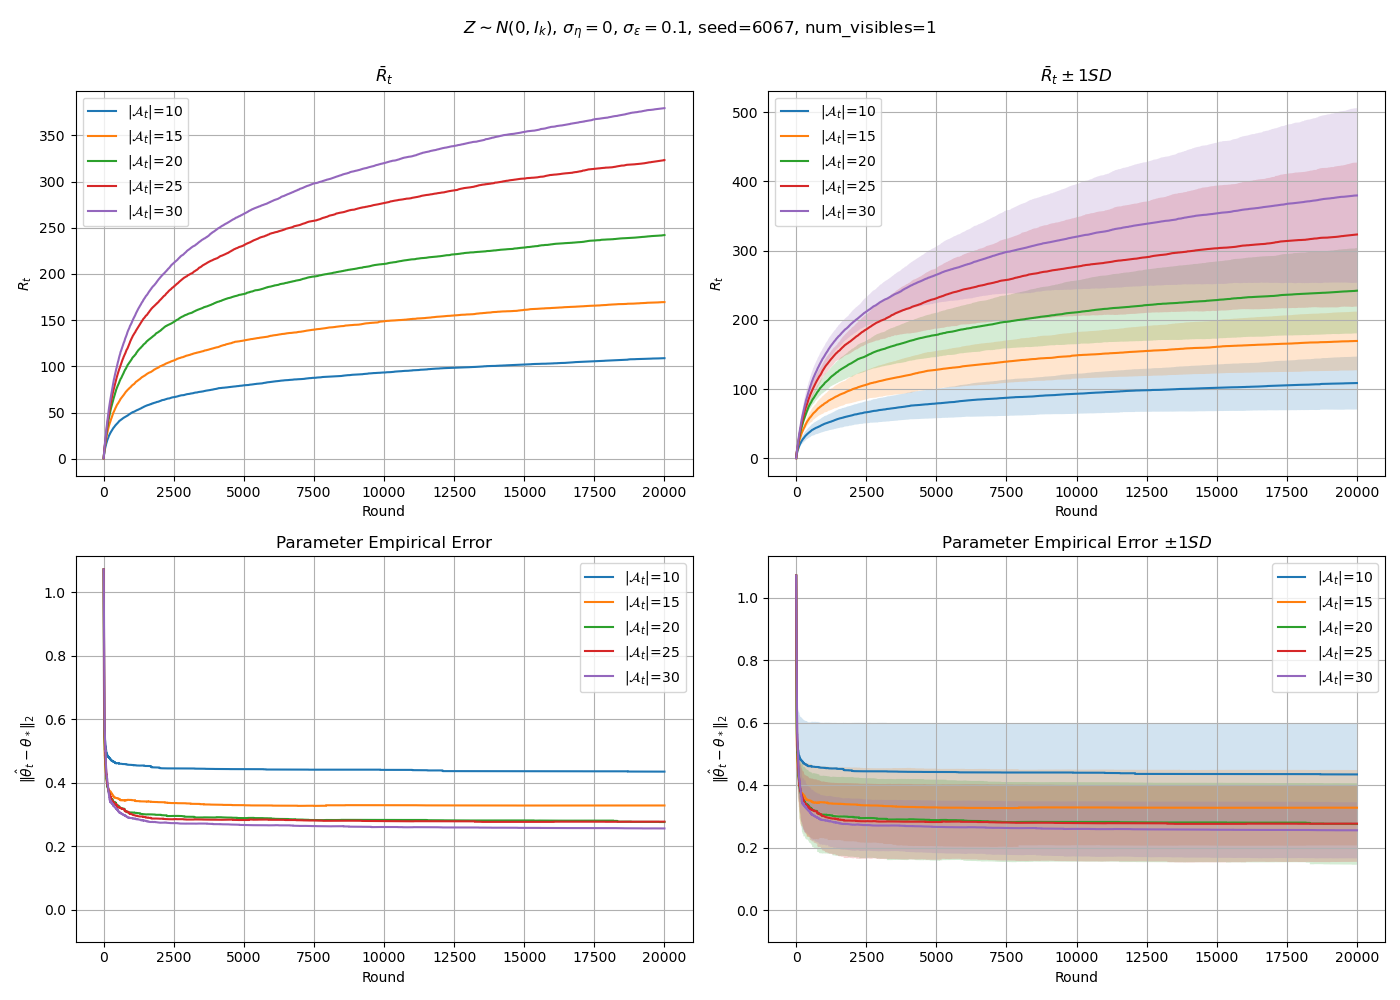 Z ∼ N(0, I_k), σ_η = 0, σ_ε = 0.1, seed=6067, num_visibles=1
R̄_t
|𝒜_t|=10
|𝒜_t|=15
|𝒜_t|=20
|𝒜_t|=25
|𝒜_t|=30
350
300
250
200
150
100
50
0
R_t
0 2500 5000 7500 10000 12500 15000 17500 20000
Round
R̄_t ± 1SD
|𝒜_t|=10
|𝒜_t|=15
|𝒜_t|=20
|𝒜_t|=25
|𝒜_t|=30
500
400
300
200
100
0
R_t
0 2500 5000 7500 10000 12500 15000 17500 20000
Round
Parameter Empirical Error
|𝒜_t|=10
|𝒜_t|=15
|𝒜_t|=20
|𝒜_t|=25
|𝒜_t|=30
1.0
0.8
0.6
0.4
0.2
0.0
‖θ̂_t − θ_*‖_2
0 2500 5000 7500 10000 12500 15000 17500 20000
Round
Parameter Empirical Error ±1SD
|𝒜_t|=10
|𝒜_t|=15
|𝒜_t|=20
|𝒜_t|=25
|𝒜_t|=30
1.0
0.8
0.6
0.4
0.2
0.0
‖θ̂_t − θ_*‖_2
0 2500 5000 7500 10000 12500 15000 17500 20000
Round